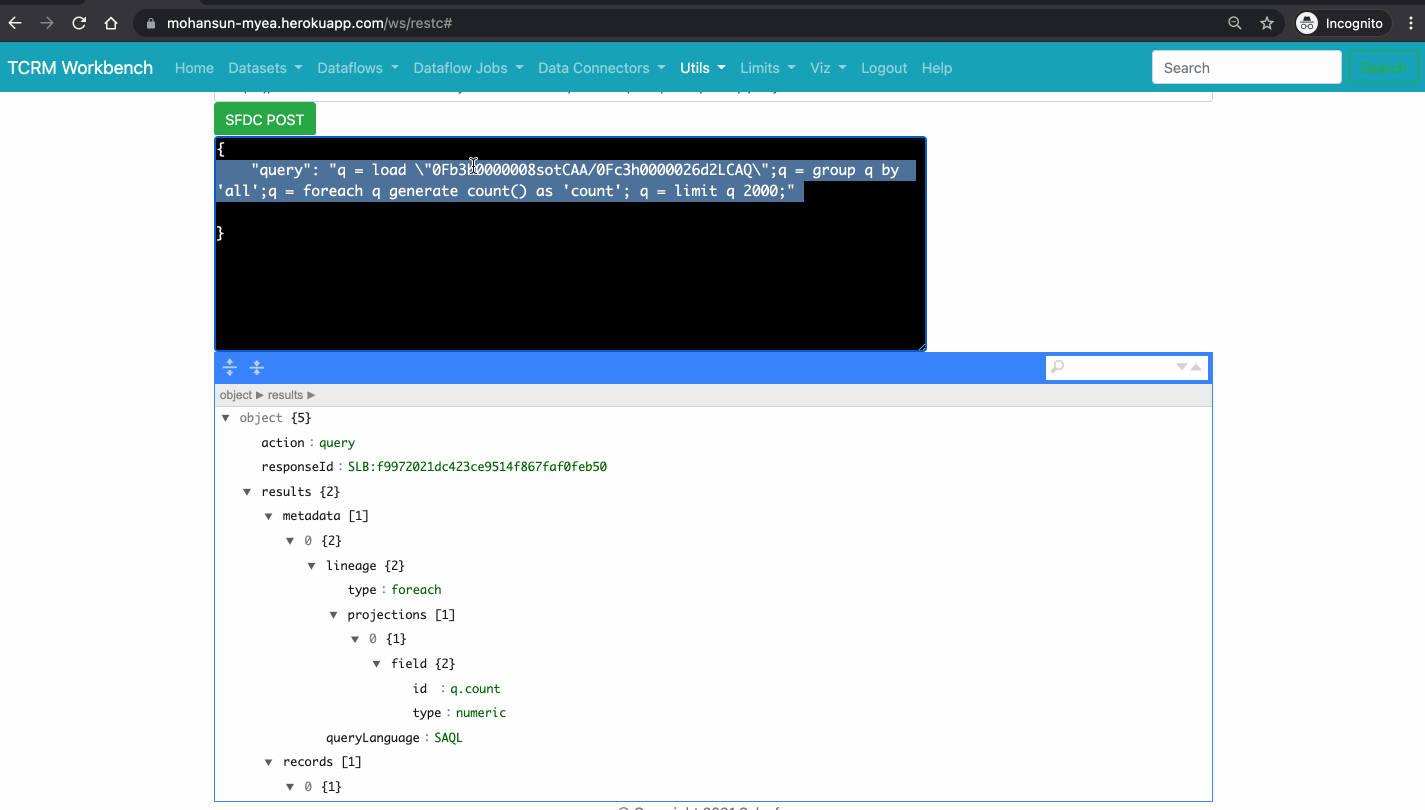 mohansun-myea.herokuapp.com/ws/restc#
Incognito
TCRM Workbench Home Datasets Dataflows Dataflow Jobs Data Connectors Utils Limits Viz Logout Help Search Search
SFDC POST
{
"query": "q = load \"0Fb3h0000008sotCAA/0Fc3h0000026d2LCAQ\";q = group q by
'all';q = foreach q generate count() as 'count'; q = limit q 2000;"
}
object ▶ results ▶
▼ object {5}
action : query
responseId : SLB:f9972021dc423ce9514f867faf0feb50
▼ results {2}
▼ metadata [1]
▼ 0 {2}
▼ lineage {2}
type : foreach
▼ projections [1]
▼ 0 {1}
▼ field {2}
id : q.count
type : numeric
queryLanguage : SAQL
▼ records [1]
▼ 0 {1}